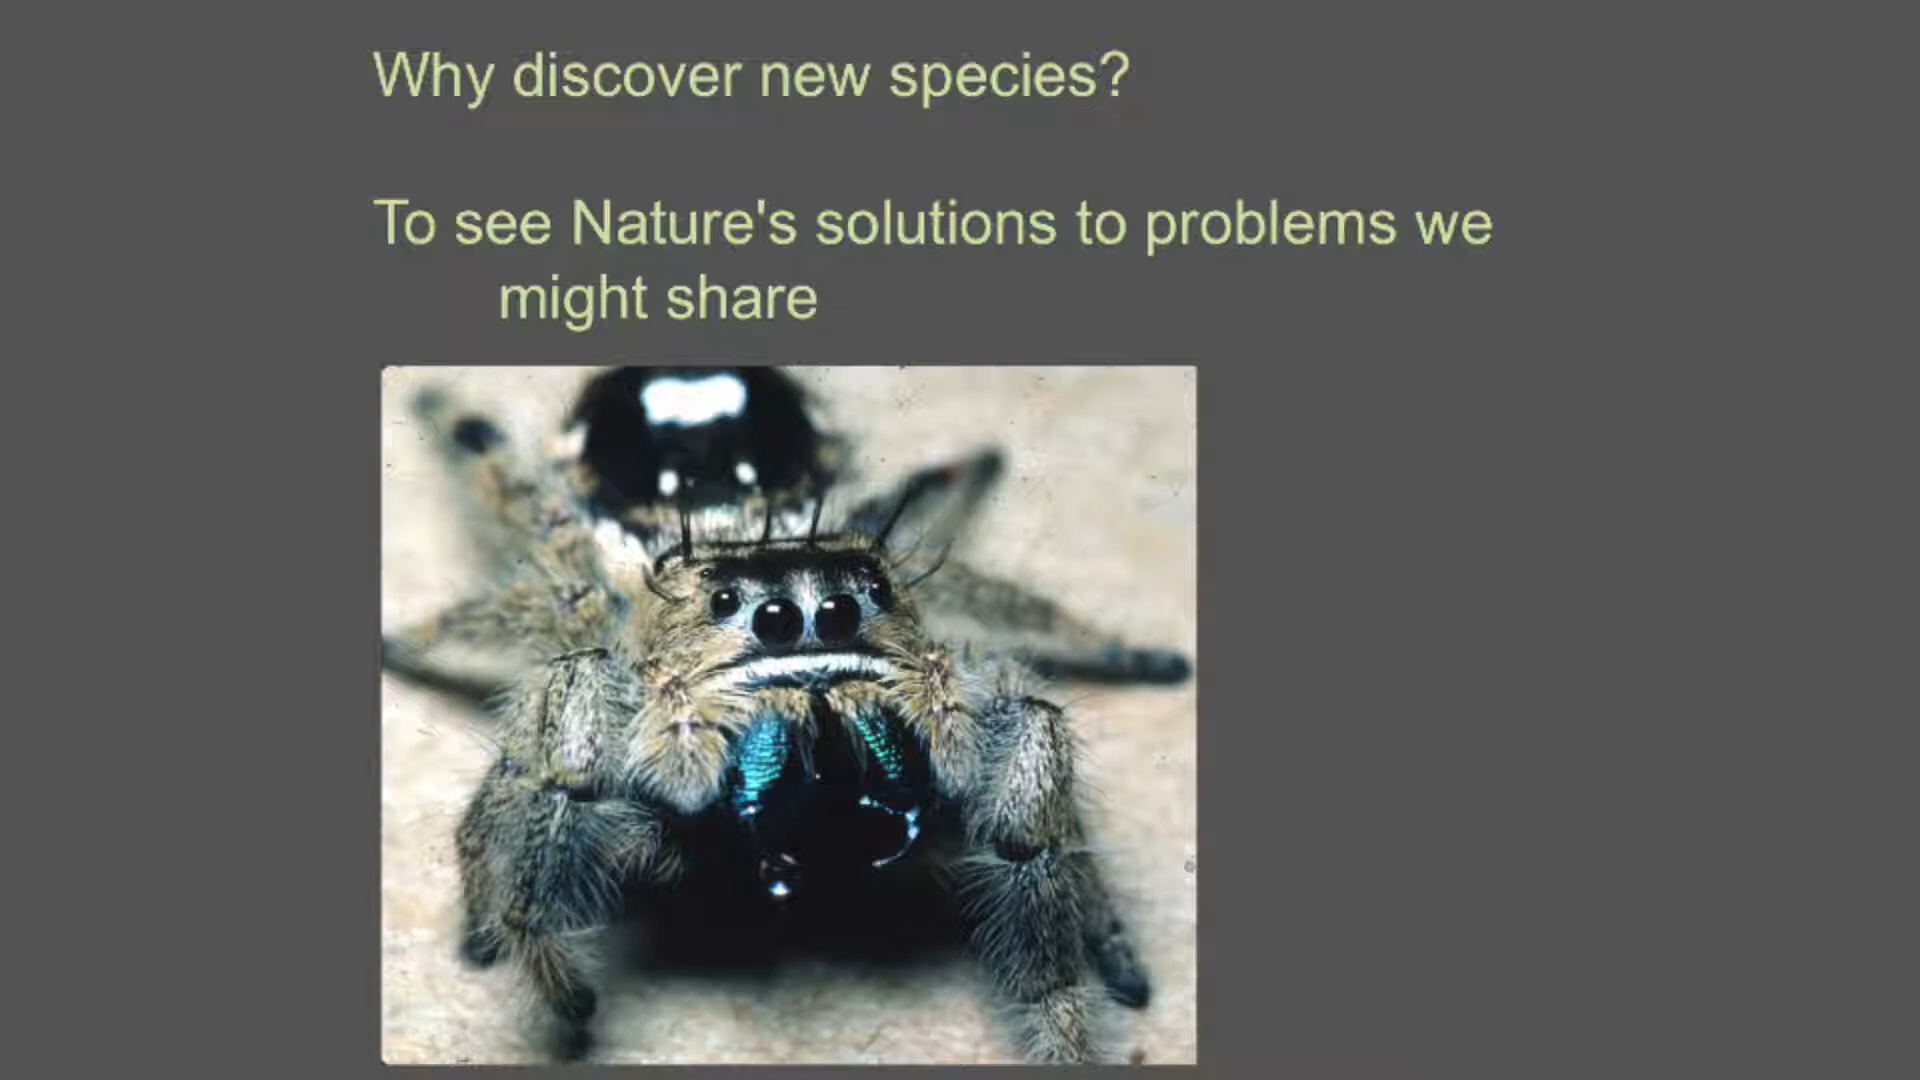 Why discover new species?
To see Nature's solutions to problems we
might share